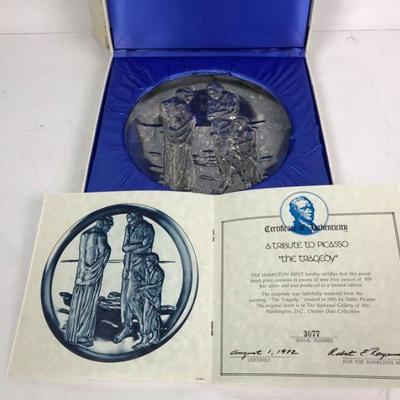 Certificate of Authenticity
A TRIBUTE TO PICASSO
"the tragedy"
THE HAMILTON MINT hereby certifies that this proof
finish plate contains in excess of nine troy ounces of .999
fine silver and was produced in a limited edition.
The sculpture was faithfully rendered from the
painting, "The Tragedy," created in 1903 by Pablo Picasso
The original work is in The National Gallery of Art,
Washington, D.C. Chester Dale Collection
3077
SERIAL NUMBER
August 1, 1972
CERTIFIED
Robert E.
FOR THE HAMILTON M